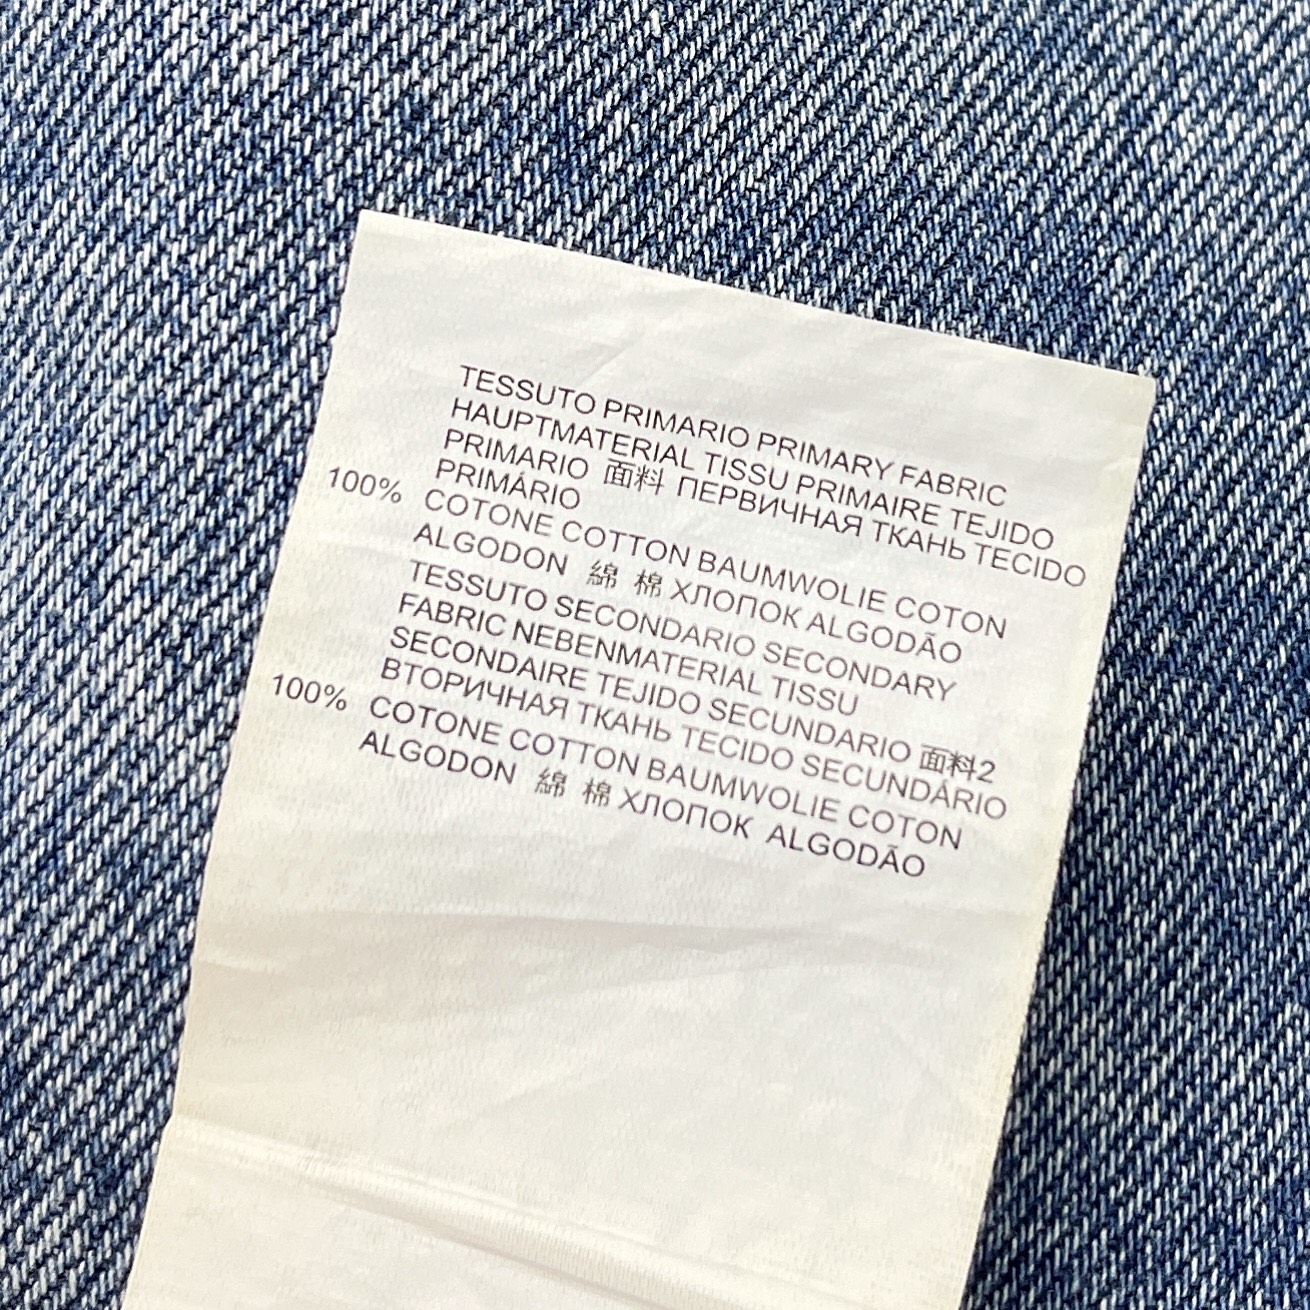 TESSUTO PRIMARIO PRIMARY FABRIC
HAUPTMATERIAL TISSU PRIMAIRE TEJIDO
PRIMARIO 面料 ПЕРВИЧНАЯ ТКАНЬ TECIDO
PRIMÁRIO
100% COTONE COTTON BAUMWOLIE COTON
ALGODON 綿 棉 ХЛОПОК ALGODÃO
TESSUTO SECONDARIO SECONDARY
FABRIC NEBENMATERIAL TISSU
SECONDAIRE TEJIDO SECUNDARIO 面料2
ВТОРИЧНАЯ ТКАНЬ TECIDO SECUNDÁRIO
100% COTONE COTTON BAUMWOLIE COTON
ALGODON 綿 棉 ХЛОПОК ALGODÃO